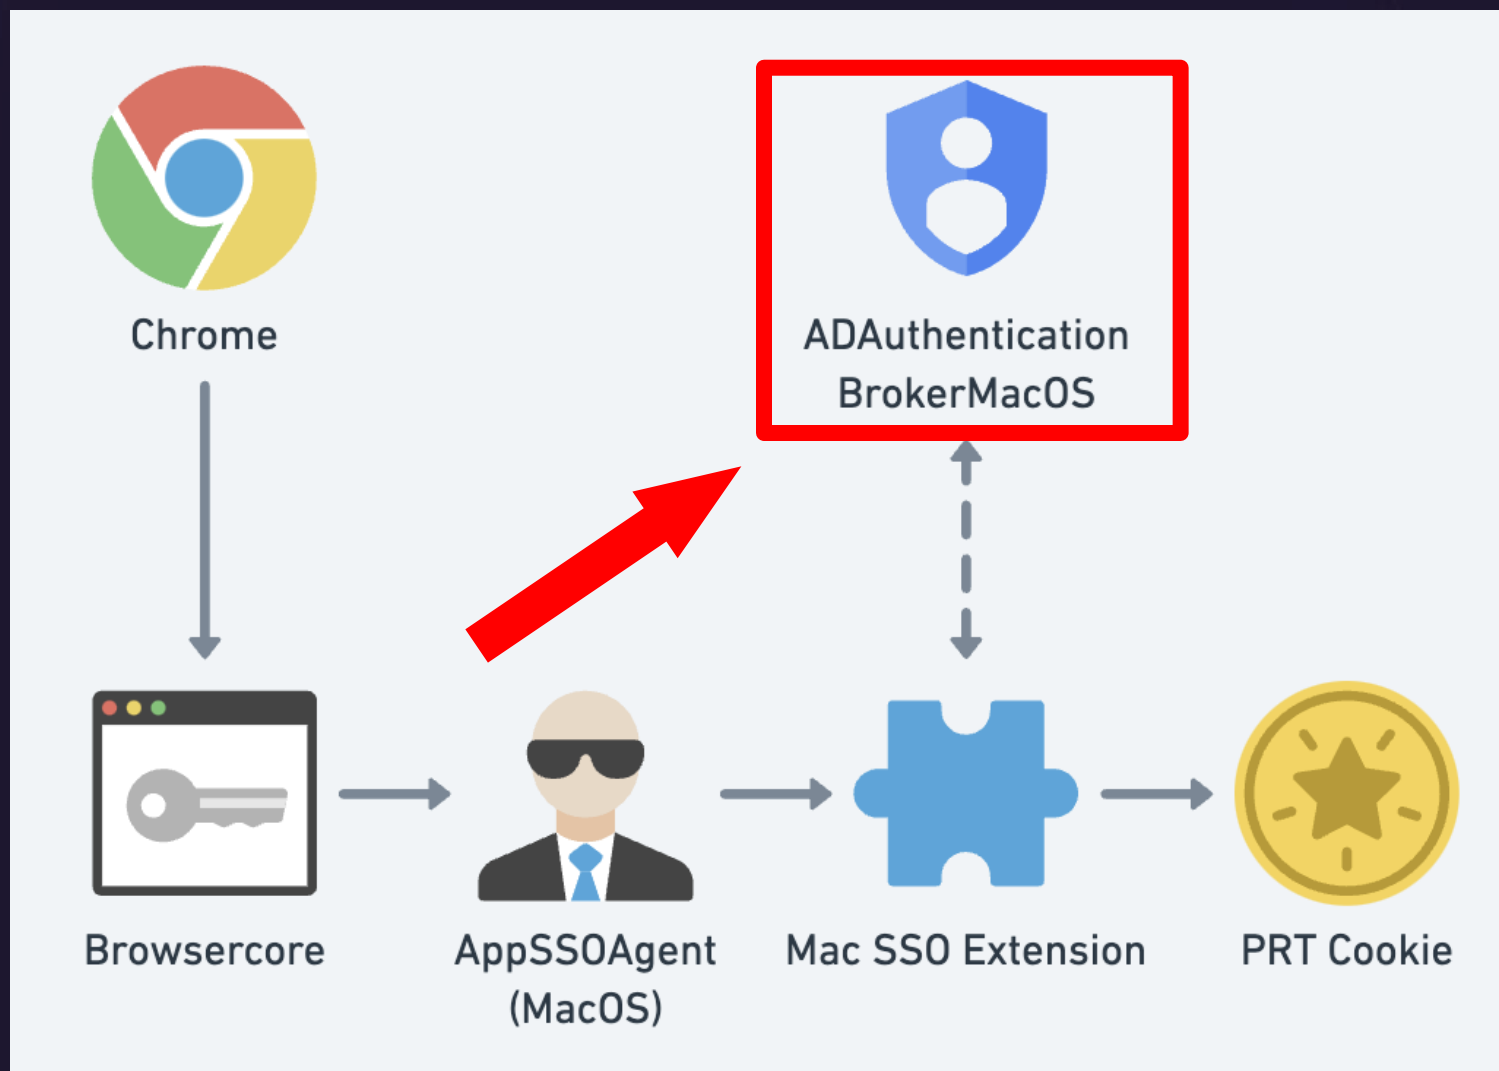 Chrome
ADAuthentication
BrokerMacOS
Browsercore
AppSSOAgent
(MacOS)
Mac SSO Extension
PRT Cookie